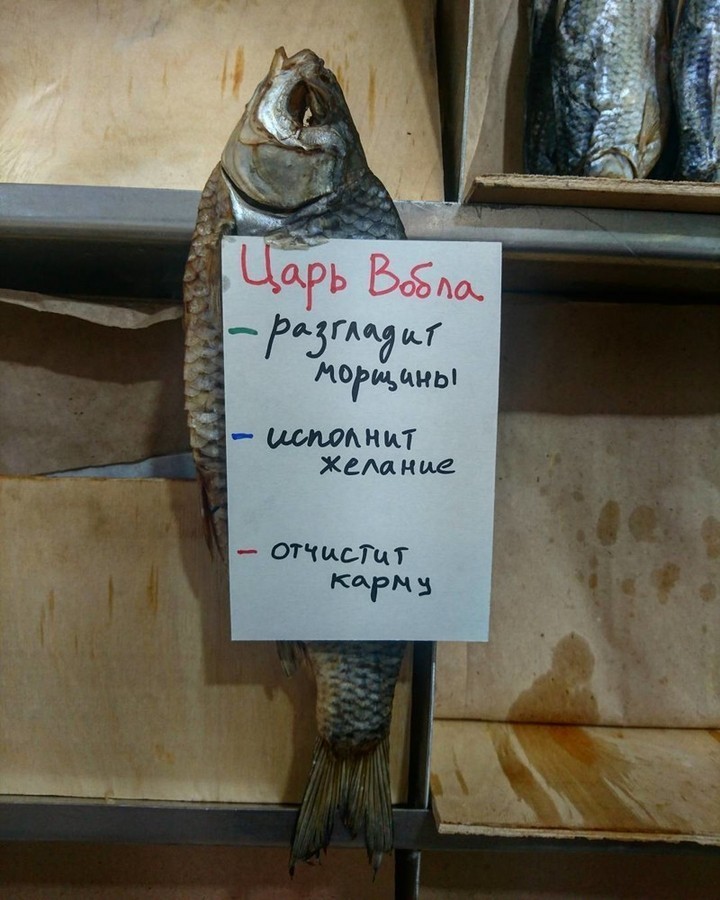 Царь Вобла
- разгладит
морщины
- исполнит
желание
- отчистит
карму